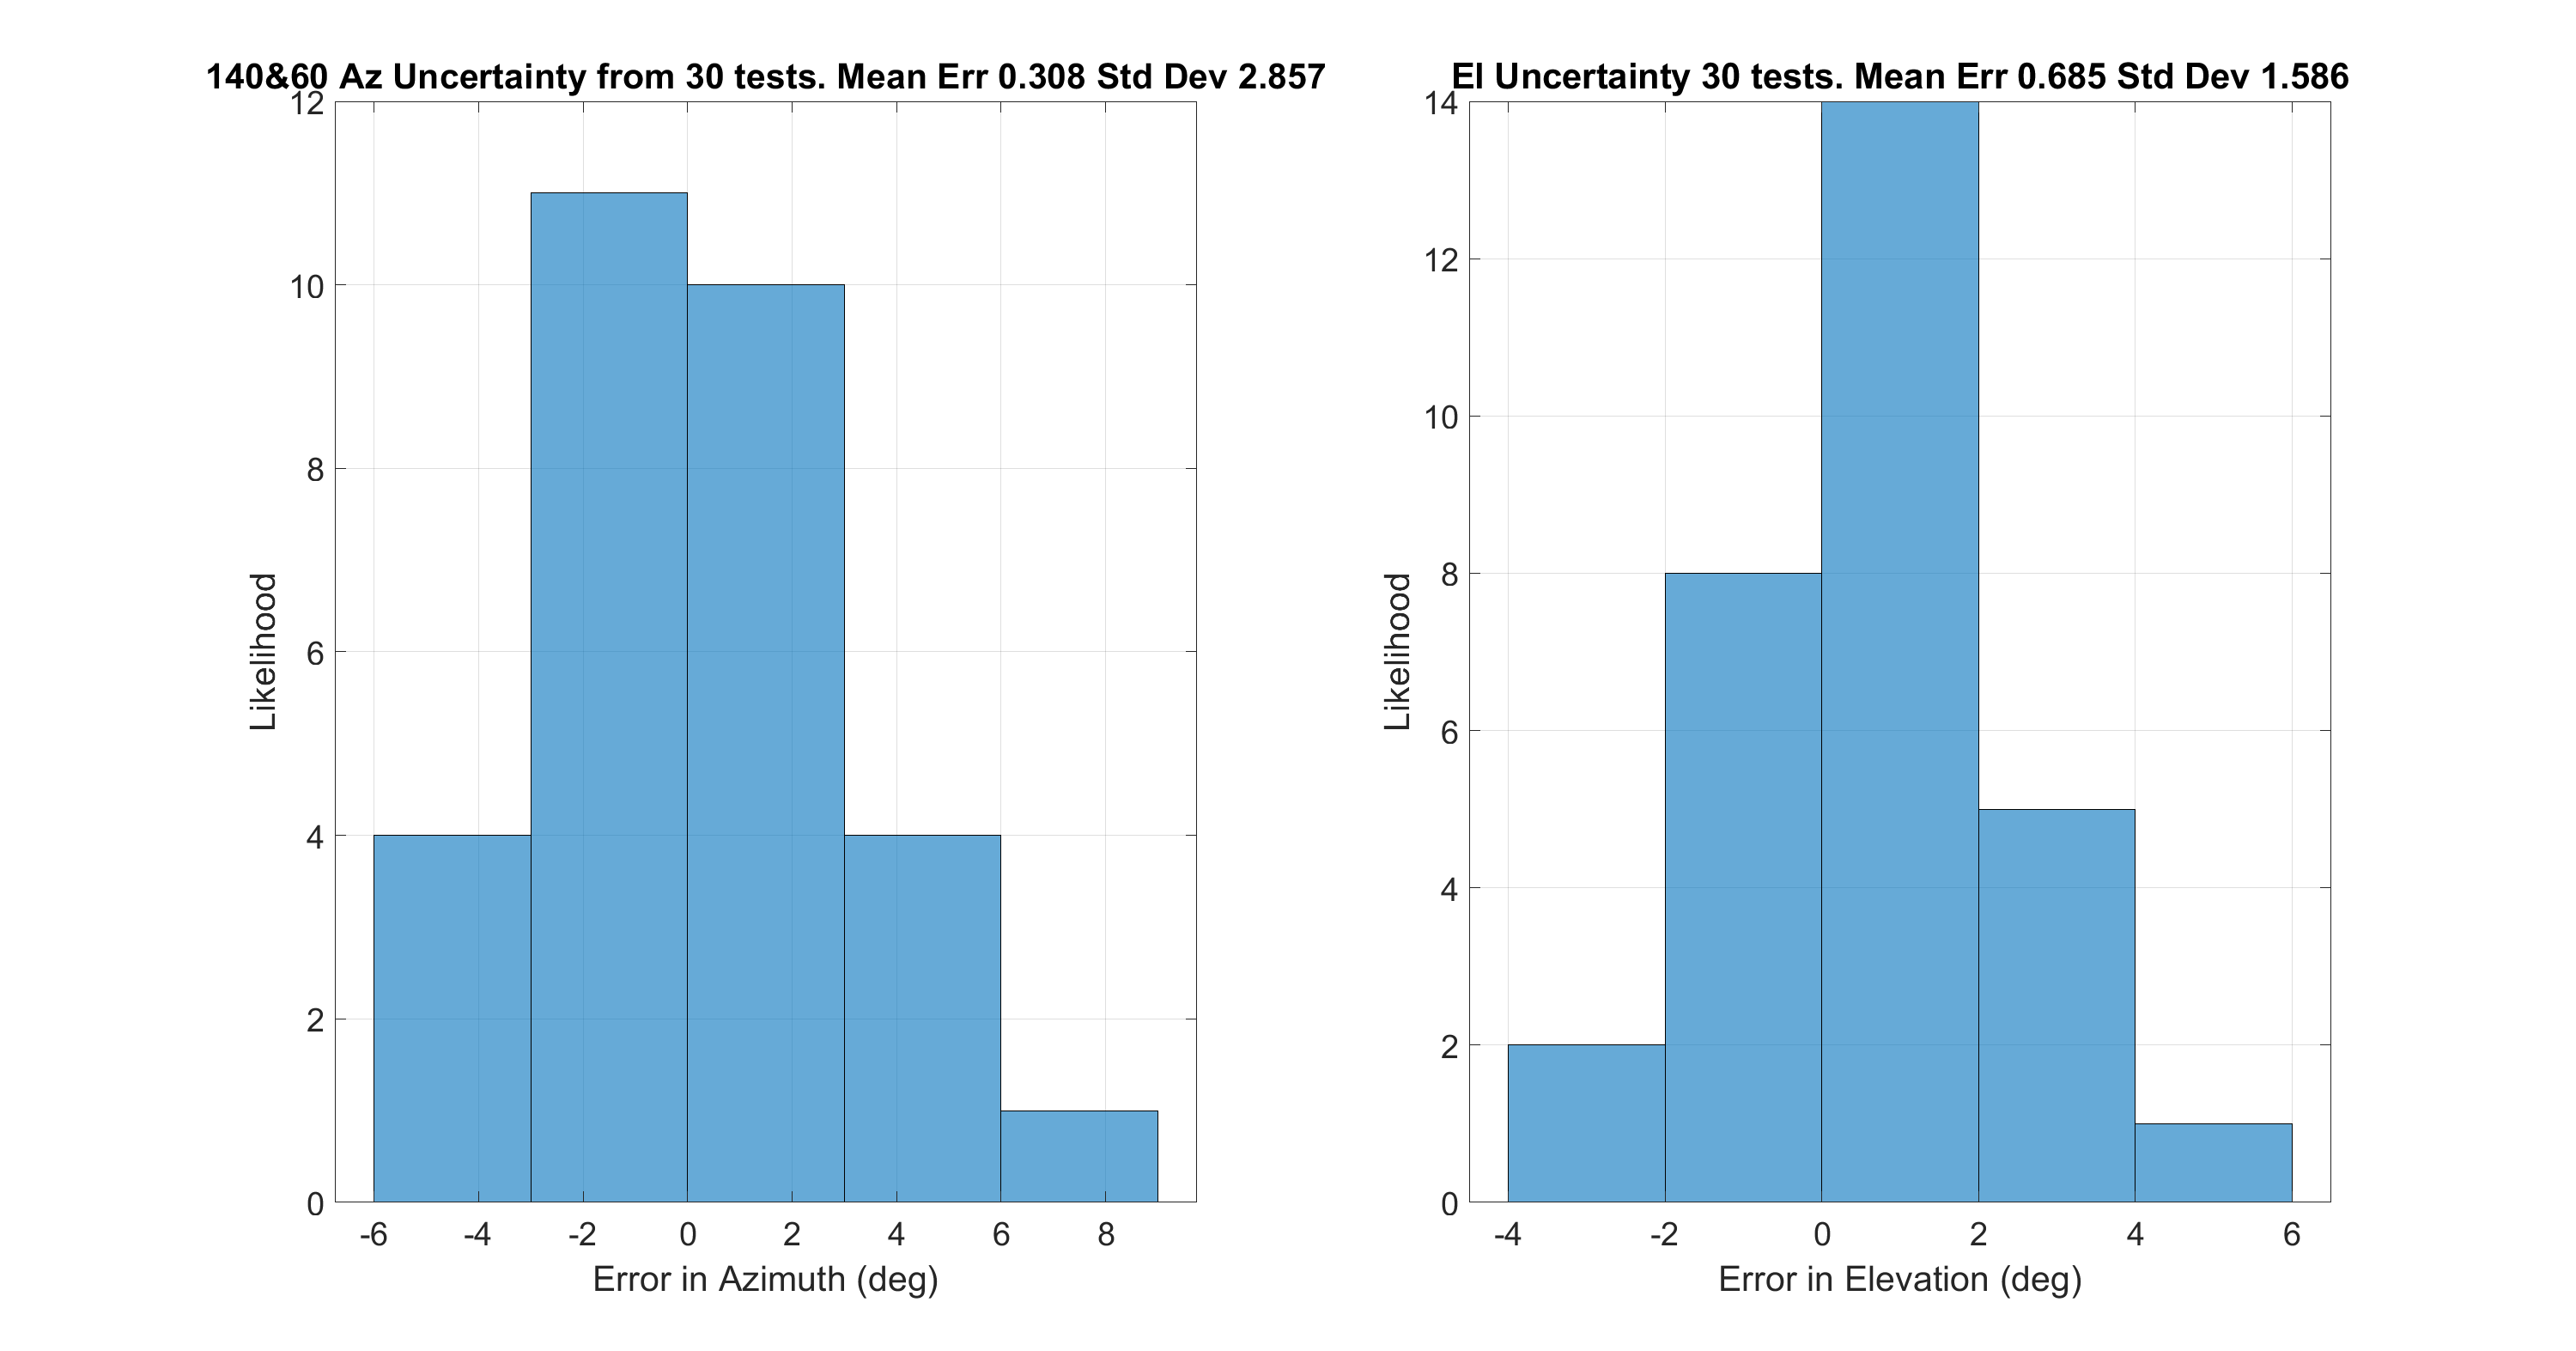 140&60 Az Uncertainty from 30 tests. Mean Err 0.308 Std Dev 2.857
12
10
8
6
4
2
0
Likelihood
-6 -4 -2 0 2 4 6 8
Error in Azimuth (deg)
El Uncertainty 30 tests. Mean Err 0.685 Std Dev 1.586
14
12
10
8
6
4
2
0
Likelihood
-4 -2 0 2 4 6
Error in Elevation (deg)